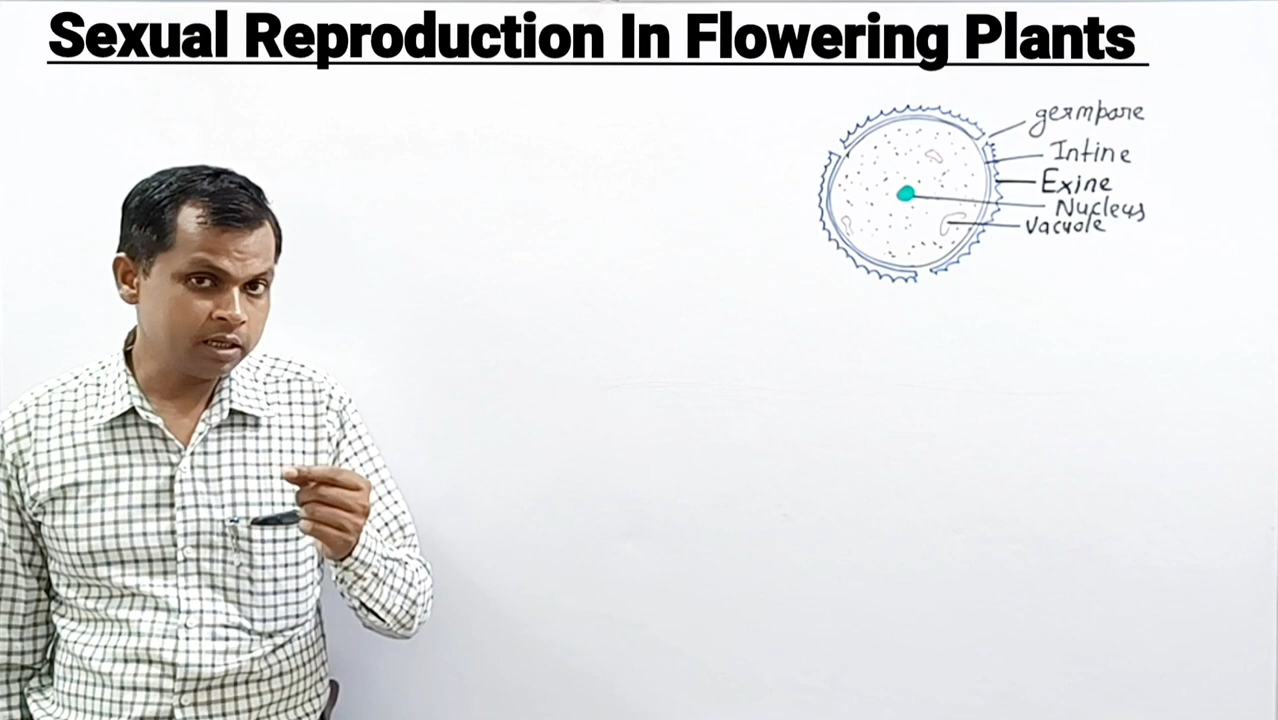 Sexual Reproduction In Flowering Plants
germpore
Intine
Exine
Nucleus
Vacuole